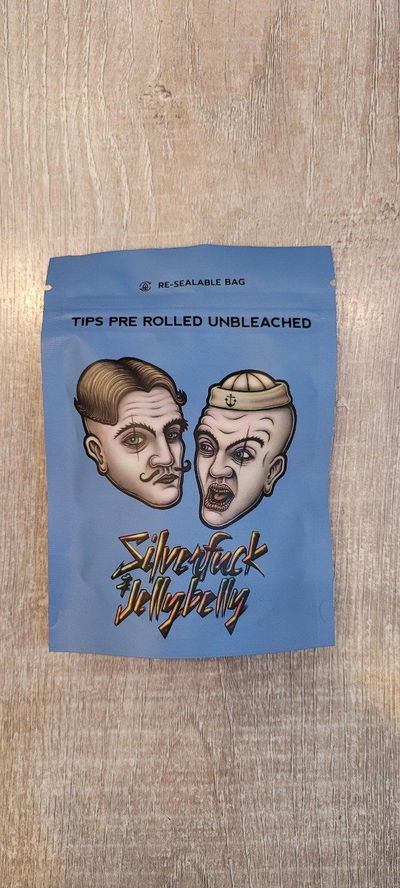 RE-SEALABLE BAG
TIPS PRE ROLLED UNBLEACHED
Silverfuck
& Jellybelly